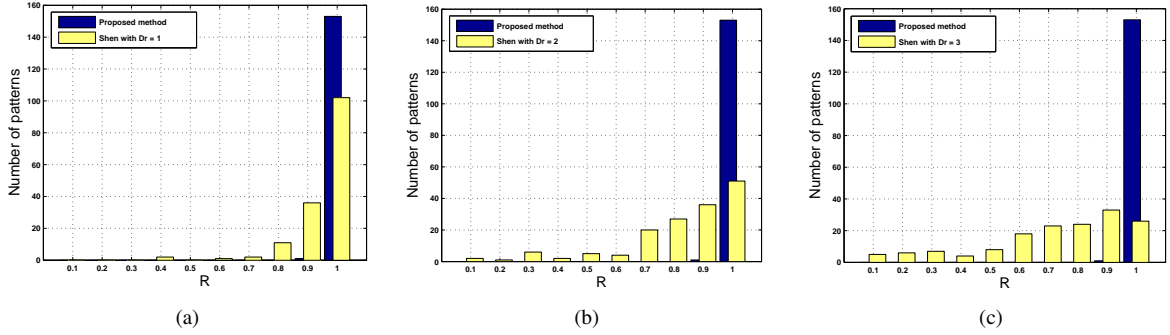 160
140
120
100
80
60
40
20
0
Number of patterns
Proposed method
Shen with Dr = 1
0.1 0.2 0.3 0.4 0.5 0.6 0.7 0.8 0.9 1
R
(a)
160
140
120
100
80
60
40
20
0
Number of patterns
Proposed method
Shen with Dr = 2
0.1 0.2 0.3 0.4 0.5 0.6 0.7 0.8 0.9 1
R
(b)
160
140
120
100
80
60
40
20
0
Number of patterns
Proposed method
Shen with Dr = 3
0.1 0.2 0.3 0.4 0.5 0.6 0.7 0.8 0.9 1
R
(c)